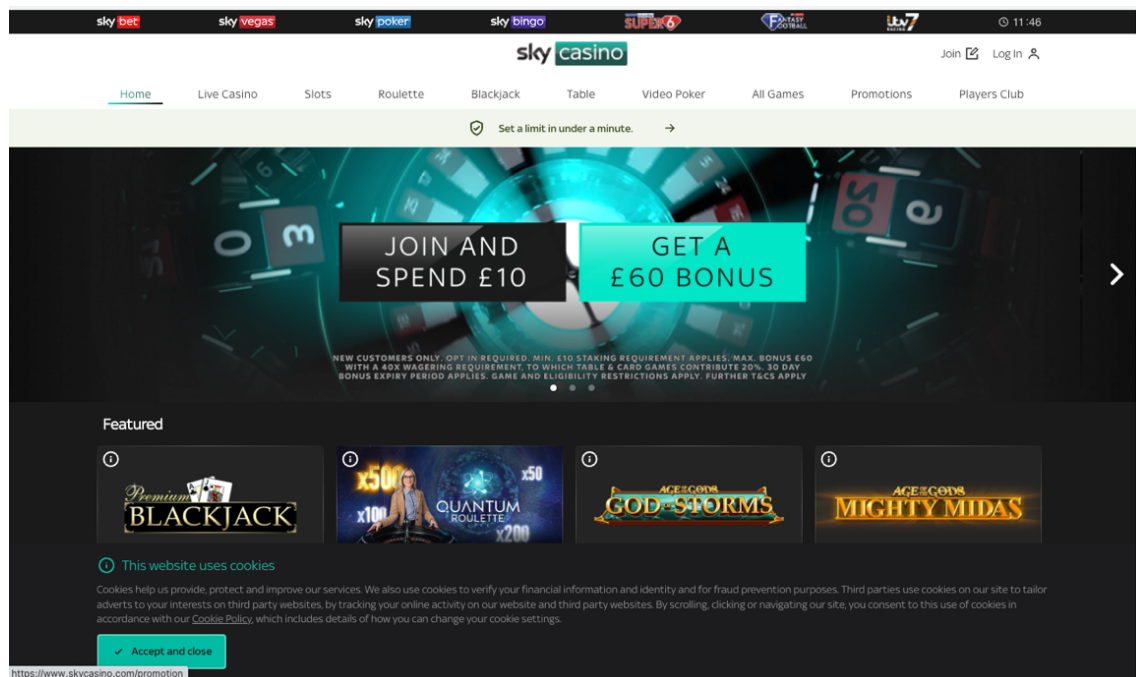 sky bet
sky vegas
sky poker
sky bingo
SUPER 6
FANTASY FOOTBALL
itv7
RACING
11:46
sky casino
Join
Log In
Home
Live Casino
Slots
Roulette
Blackjack
Table
Video Poker
All Games
Promotions
Players Club
Set a limit in under a minute.
JOIN AND
SPEND £10
GET A
£60 BONUS
NEW CUSTOMERS ONLY. OPT IN REQUIRED. MIN. £10 STAKING REQUIREMENT APPLIES. MAX. BONUS £60
WITH A 40X WAGERING REQUIREMENT, TO WHICH TABLE & CARD GAMES CONTRIBUTE 20%. 30 DAY
BONUS EXPIRY PERIOD APPLIES. GAME AND ELIGIBILITY RESTRICTIONS APPLY. FURTHER T&CS APPLY
Featured
Premium
BLACKJACK
x500
x50
x100
x200
QUANTUM
ROULETTE
AGE OF THE GODS
GOD OF STORMS
AGE OF THE GODS
MIGHTY MIDAS
This website uses cookies
Cookies help us provide, protect and improve our services. We also use cookies to verify your financial information and identity and for fraud prevention purposes. Third parties use cookies on our site to tailor
adverts to your interests on third party websites, by tracking your online activity on our website and third party websites. By scrolling, clicking or navigating our site, you consent to this use of cookies in
accordance with our Cookie Policy, which includes details of how you can change your cookie settings.
Accept and close
https://www.skycasino.com/promotion